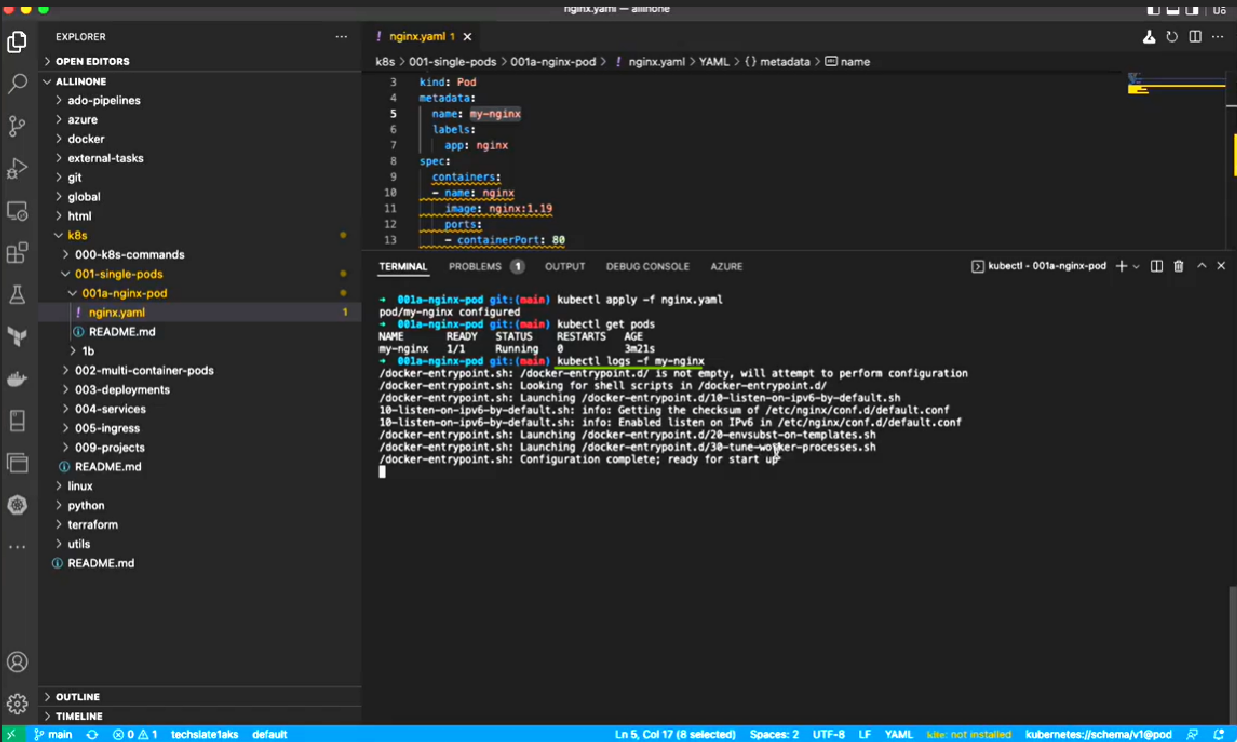 nginx.yaml — allinone
EXPLORER
OPEN EDITORS
ALLINONE
ado-pipelines
azure
docker
external-tasks
git
global
html
k8s
000-k8s-commands
001-single-pods
001a-nginx-pod
nginx.yaml 1
README.md
1b
002-multi-container-pods
003-deployments
004-services
005-ingress
009-projects
README.md
linux
python
terraform
utils
README.md
OUTLINE
TIMELINE
nginx.yaml 1
k8s > 001-single-pods > 001a-nginx-pod > ! nginx.yaml > YAML > {} metadata > name
3 kind: Pod
4 metadata:
5 name: my-nginx
6 labels:
7 app: nginx
8 spec:
9 containers:
10 - name: nginx
11 image: nginx:1.19
12 ports:
13 - containerPort: 80
TERMINAL PROBLEMS 1 OUTPUT DEBUG CONSOLE AZURE
kubectl - 001a-nginx-pod
➜ 001a-nginx-pod git:(main) kubectl apply -f nginx.yaml
pod/my-nginx configured
➜ 001a-nginx-pod git:(main) kubectl get pods
NAME READY STATUS RESTARTS AGE
my-nginx 1/1 Running 0 3m21s
➜ 001a-nginx-pod git:(main) kubectl logs -f my-nginx
/docker-entrypoint.sh: /docker-entrypoint.d/ is not empty, will attempt to perform configuration
/docker-entrypoint.sh: Looking for shell scripts in /docker-entrypoint.d/
/docker-entrypoint.sh: Launching /docker-entrypoint.d/10-listen-on-ipv6-by-default.sh
10-listen-on-ipv6-by-default.sh: info: Getting the checksum of /etc/nginx/conf.d/default.conf
10-listen-on-ipv6-by-default.sh: info: Enabled listen on IPv6 in /etc/nginx/conf.d/default.conf
/docker-entrypoint.sh: Launching /docker-entrypoint.d/20-envsubst-on-templates.sh
/docker-entrypoint.sh: Launching /docker-entrypoint.d/30-tune-worker-processes.sh
/docker-entrypoint.sh: Configuration complete; ready for start up
main 0 1 techslate1aks default Ln 5, Col 17 (8 selected) Spaces: 2 UTF-8 LF YAML kite: not installed kubernetes://schema/v1@pod